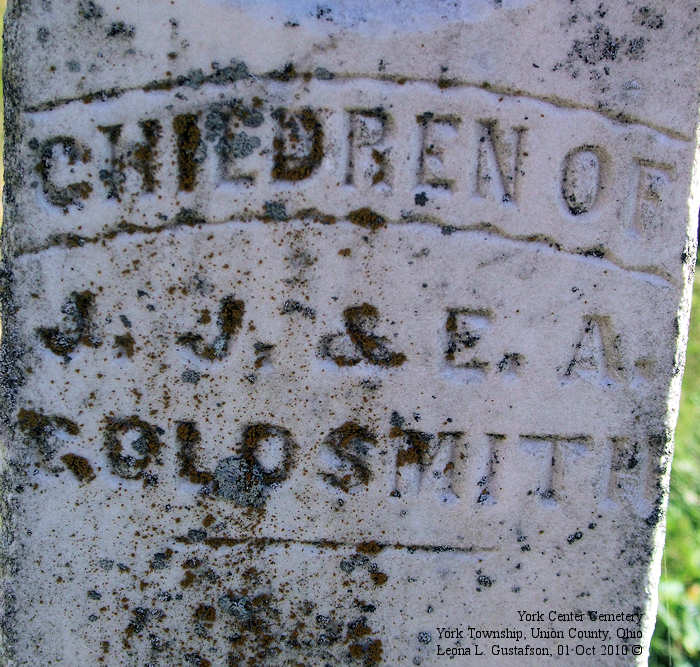 CHILDREN OF
J. J. & E. A.
GOLDSMITH
York Center Cemetery
York Township, Union County, Ohio
Leona L. Gustafson, 01-Oct 2010 ©